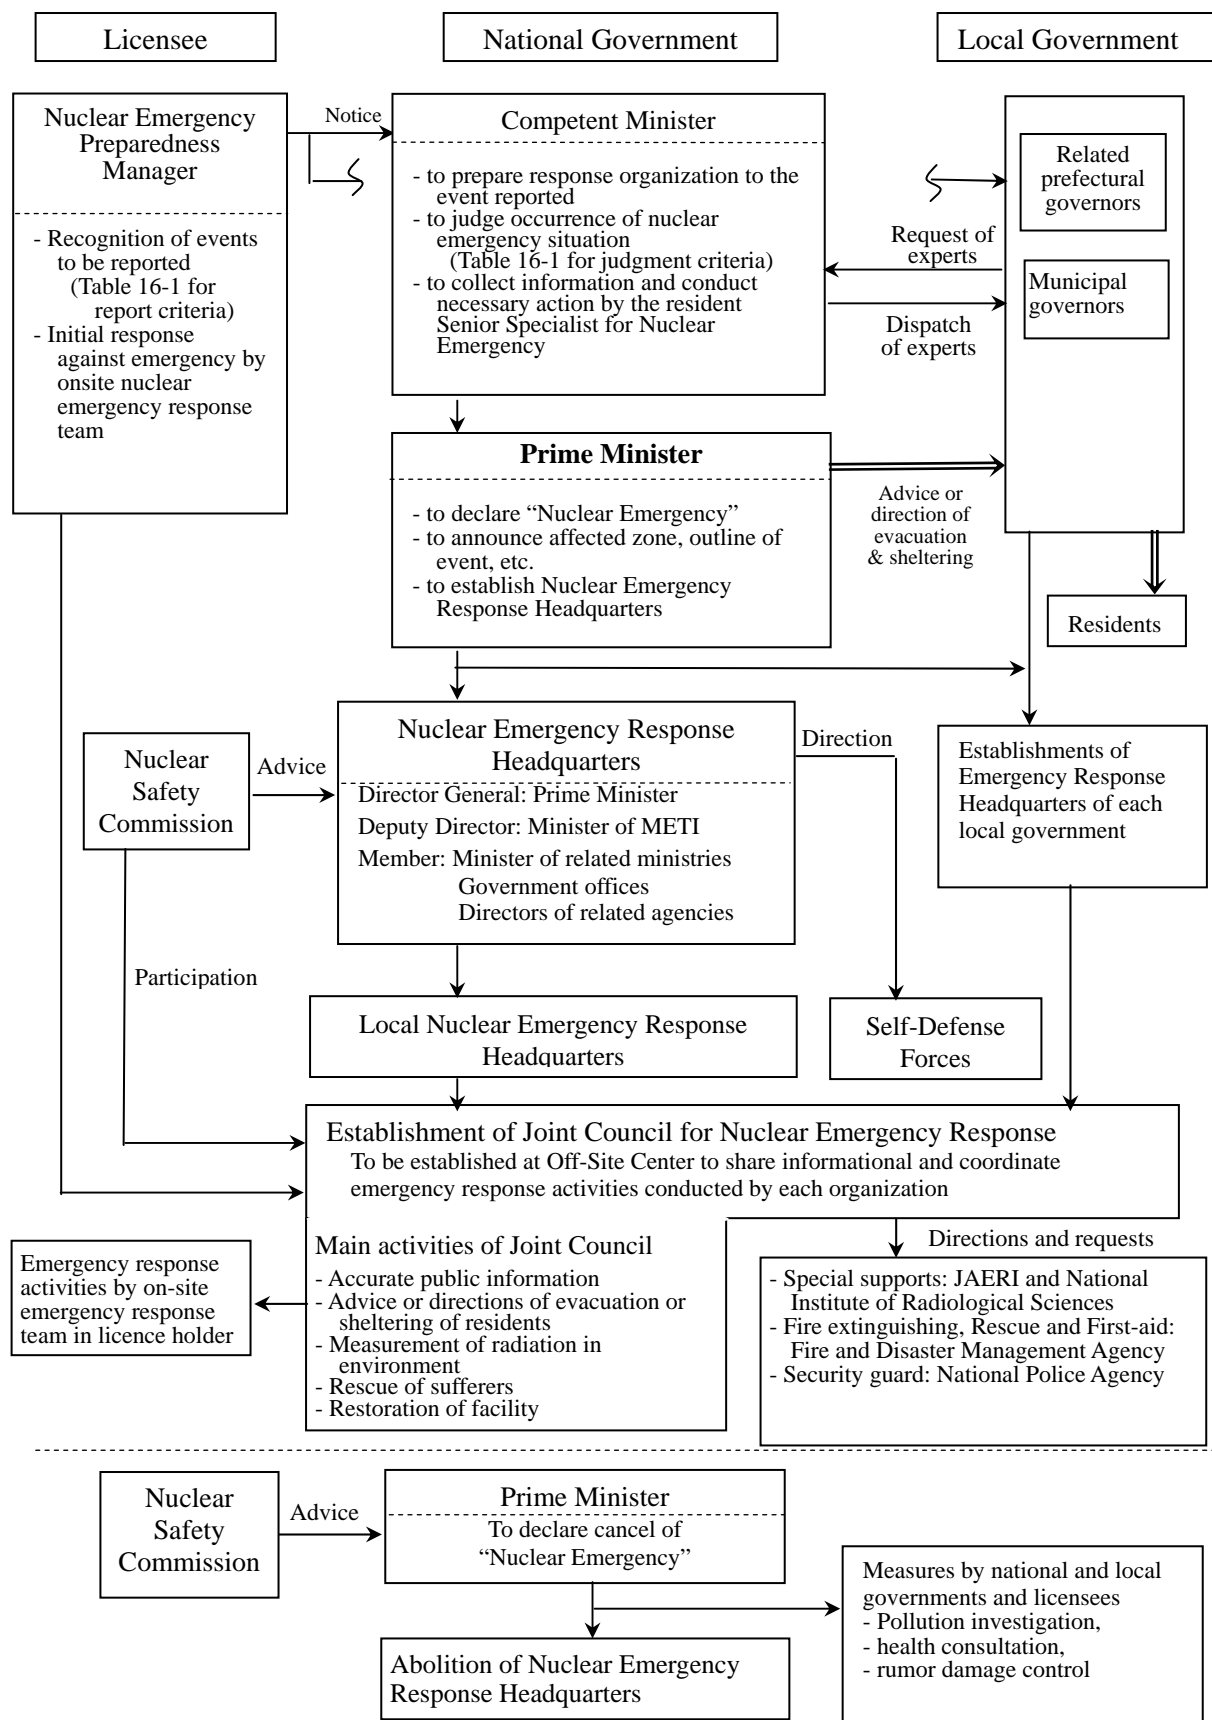 Licensee
National Government
Local Government
Nuclear Emergency
Preparedness
Manager
- Recognition of events
to be reported
(Table 16-1 for
report criteria)
- Initial response
against emergency by
onsite nuclear
emergency response
team
Notice
Competent Minister
- to prepare response organization to the
event reported
- to judge occurrence of nuclear
emergency situation
(Table 16-1 for judgment criteria)
- to collect information and conduct
necessary action by the resident
Senior Specialist for Nuclear
Emergency
Related
prefectural
governors
Request of
experts
Municipal
governors
Dispatch
of experts
Prime Minister
- to declare “Nuclear Emergency”
- to announce affected zone, outline of
event, etc.
- to establish Nuclear Emergency
Response Headquarters
Advice or
direction of
evacuation
& sheltering
Residents
Nuclear
Safety
Commission
Advice
Nuclear Emergency Response
Headquarters
Director General: Prime Minister
Deputy Director: Minister of METI
Member: Minister of related ministries
Government offices
Directors of related agencies
Direction
Establishments of
Emergency Response
Headquarters of each
local government
Participation
Local Nuclear Emergency Response
Headquarters
Self-Defense
Forces
Establishment of Joint Council for Nuclear Emergency Response
To be established at Off-Site Center to share informational and coordinate
emergency response activities conducted by each organization
Emergency response
activities by on-site
emergency response
team in licence holder
Main activities of Joint Council
- Accurate public information
- Advice or directions of evacuation or
sheltering of residents
- Measurement of radiation in
environment
- Rescue of sufferers
- Restoration of facility
Directions and requests
- Special supports: JAERI and National
Institute of Radiological Sciences
- Fire extinguishing, Rescue and First-aid:
Fire and Disaster Management Agency
- Security guard: National Police Agency
Nuclear
Safety
Commission
Advice
Prime Minister
To declare cancel of
“Nuclear Emergency”
Measures by national and local
governments and licensees
- Pollution investigation,
- health consultation,
- rumor damage control
Abolition of Nuclear Emergency
Response Headquarters